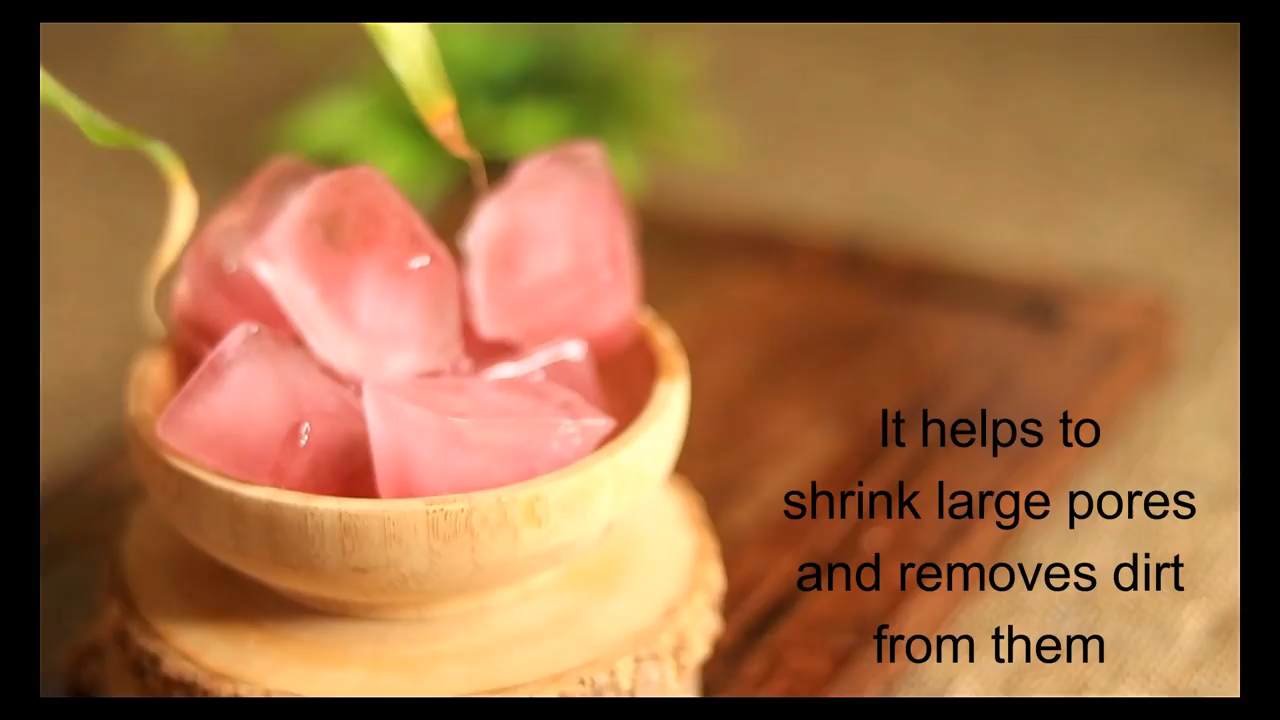 It helps to
shrink large pores
and removes dirt
from them